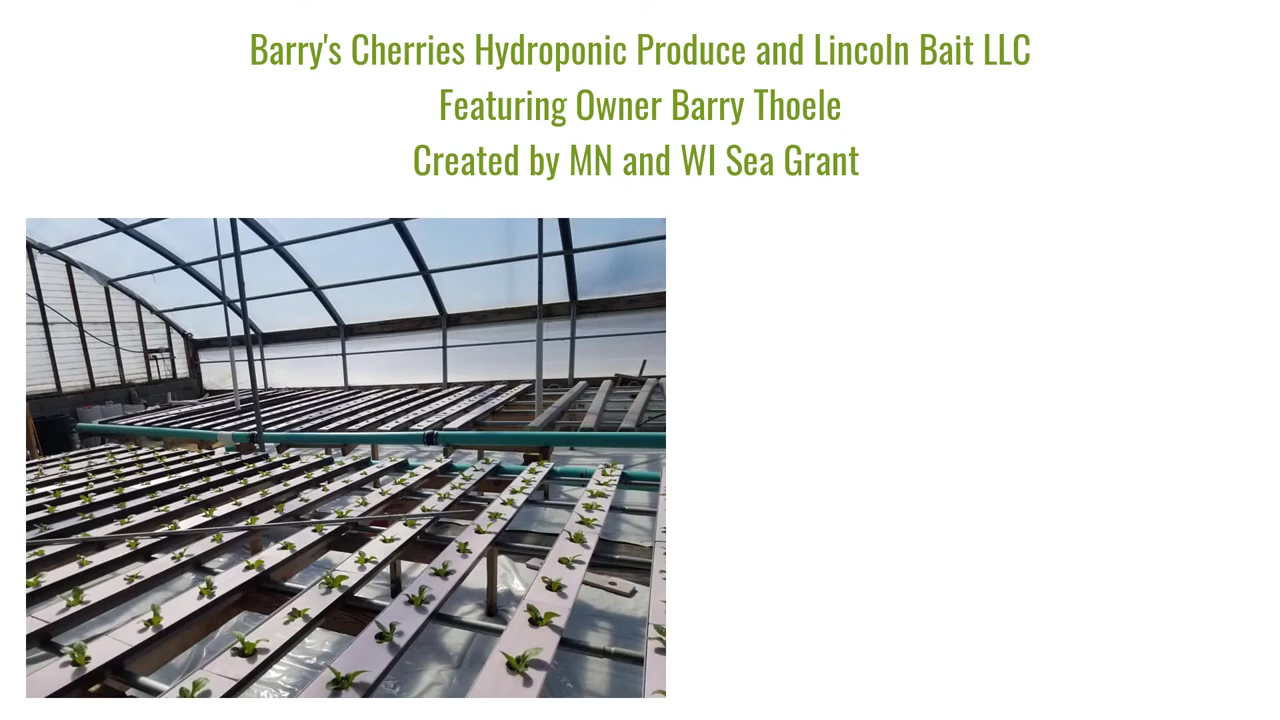 Barry's Cherries Hydroponic Produce and Lincoln Bait LLC
Featuring Owner Barry Thoele
Created by MN and WI Sea Grant